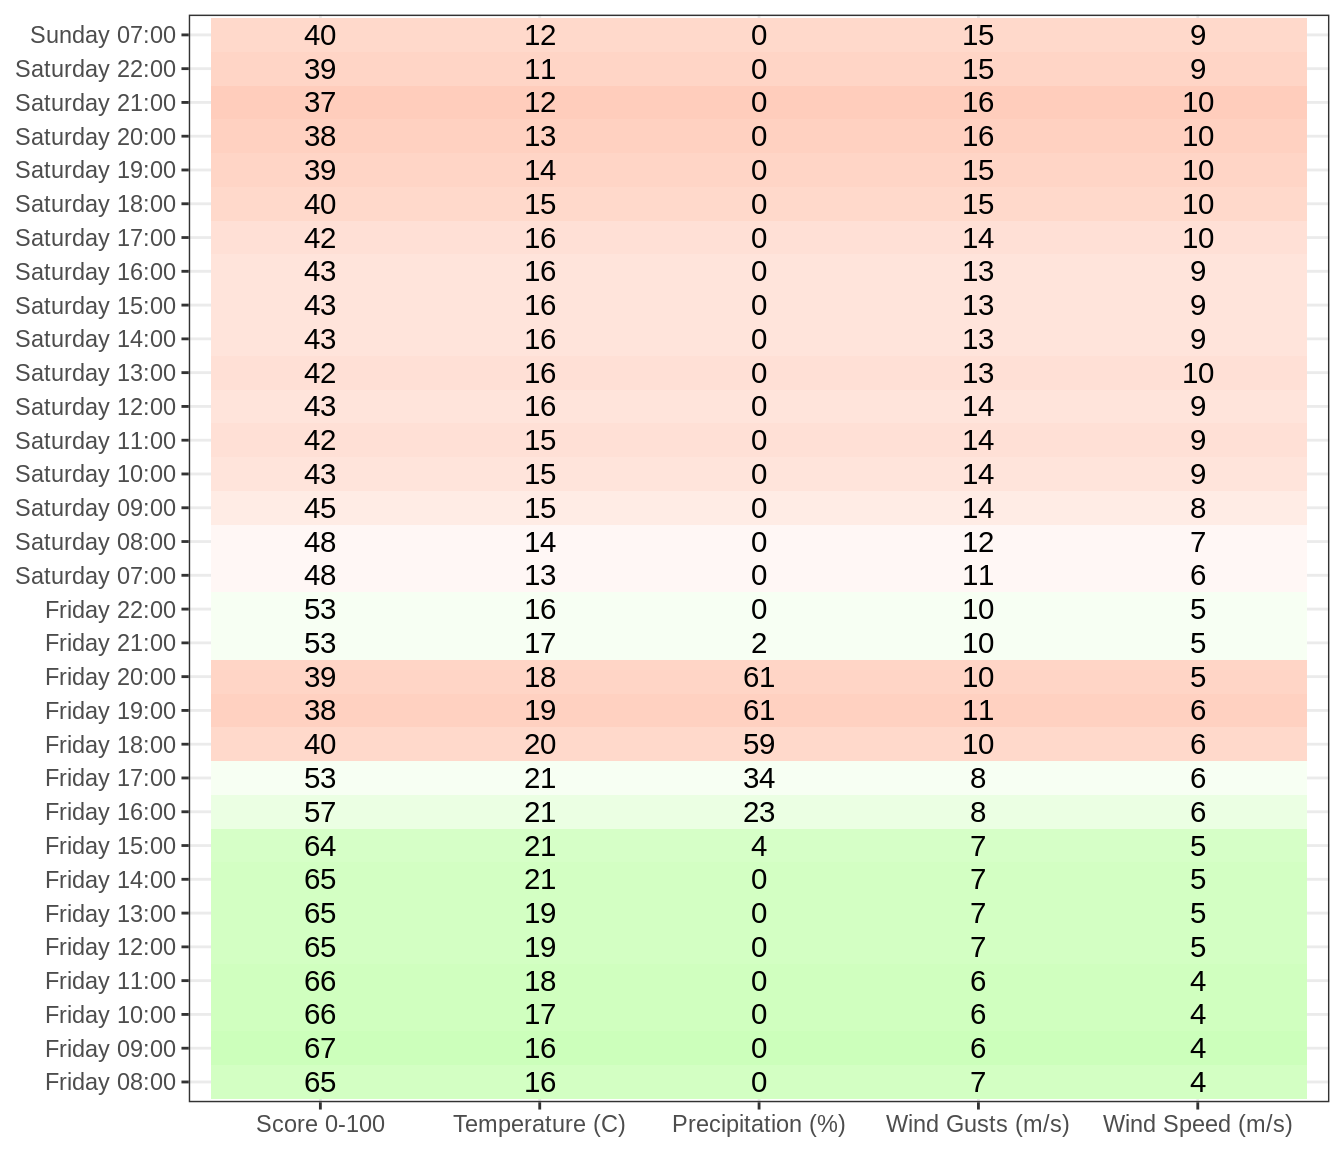 Sunday 07:00 40 12 0 15 9
Saturday 22:00 39 11 0 15 9
Saturday 21:00 37 12 0 16 10
Saturday 20:00 38 13 0 16 10
Saturday 19:00 39 14 0 15 10
Saturday 18:00 40 15 0 15 10
Saturday 17:00 42 16 0 14 10
Saturday 16:00 43 16 0 13 9
Saturday 15:00 43 16 0 13 9
Saturday 14:00 43 16 0 13 9
Saturday 13:00 42 16 0 13 10
Saturday 12:00 43 16 0 14 9
Saturday 11:00 42 15 0 14 9
Saturday 10:00 43 15 0 14 9
Saturday 09:00 45 15 0 14 8
Saturday 08:00 48 14 0 12 7
Saturday 07:00 48 13 0 11 6
Friday 22:00 53 16 0 10 5
Friday 21:00 53 17 2 10 5
Friday 20:00 39 18 61 10 5
Friday 19:00 38 19 61 11 6
Friday 18:00 40 20 59 10 6
Friday 17:00 53 21 34 8 6
Friday 16:00 57 21 23 8 6
Friday 15:00 64 21 4 7 5
Friday 14:00 65 21 0 7 5
Friday 13:00 65 19 0 7 5
Friday 12:00 65 19 0 7 5
Friday 11:00 66 18 0 6 4
Friday 10:00 66 17 0 6 4
Friday 09:00 67 16 0 6 4
Friday 08:00 65 16 0 7 4
Score 0-100 Temperature (C) Precipitation (%) Wind Gusts (m/s) Wind Speed (m/s)